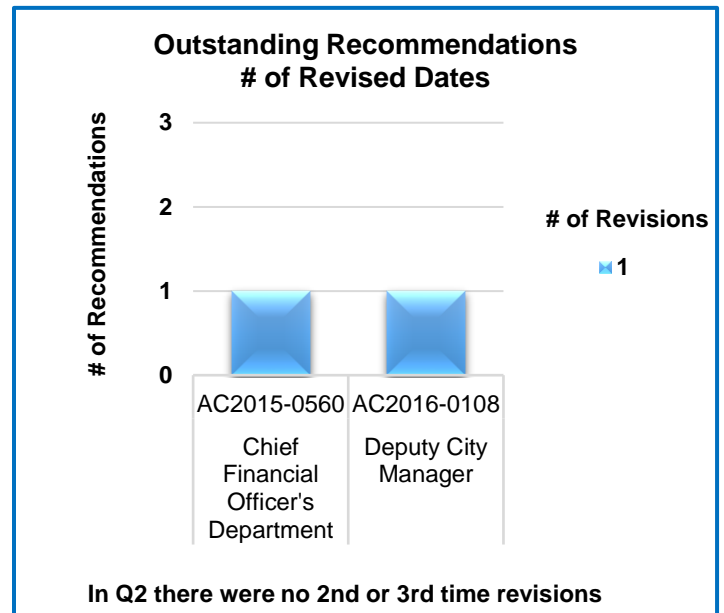 Outstanding Recommendations
# of Revised Dates
# of Recommendations
3
2
1
0
# of Revisions
1
AC2015-0560
AC2016-0108
Chief
Financial
Officer's
Department
Deputy City
Manager
In Q2 there were no 2nd or 3rd time revisions